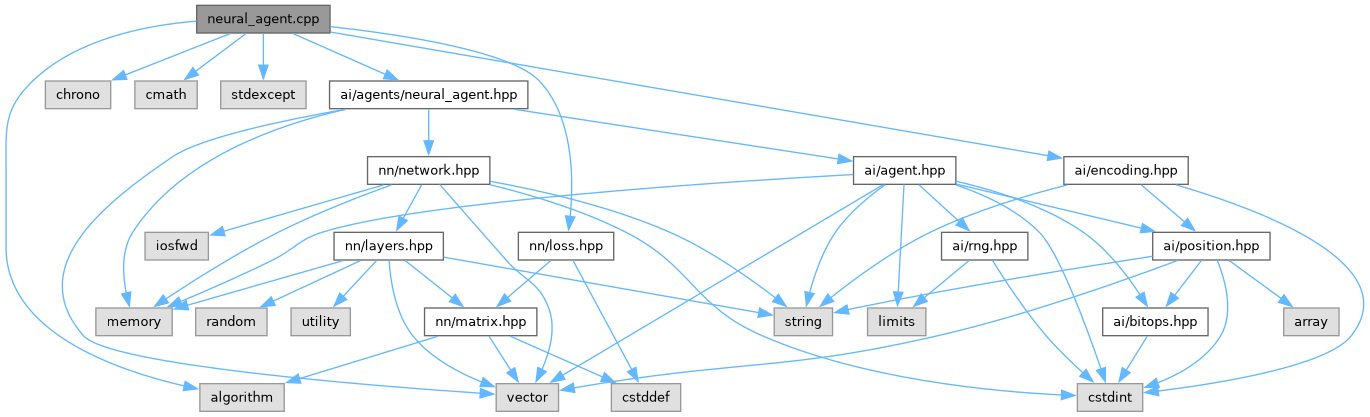 neural_agent.cpp
chrono
cmath
stdexcept
ai/agents/neural_agent.hpp
nn/network.hpp
ai/agent.hpp
ai/encoding.hpp
iosfwd
nn/layers.hpp
nn/loss.hpp
ai/rng.hpp
ai/position.hpp
memory
random
utility
nn/matrix.hpp
string
limits
ai/bitops.hpp
array
algorithm
vector
cstddef
cstdint